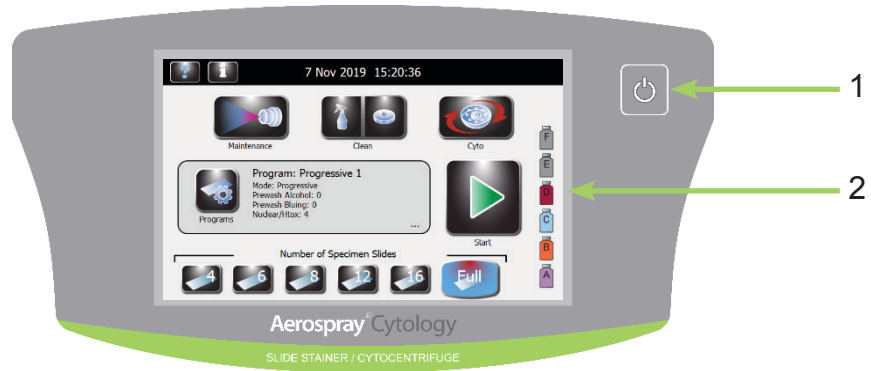 7 Nov 2019 15:20:36
1
Maintenance
Clean
Cyto
F
E
D
C
B
A
2
Program: Progressive 1
Mode: Progressive
Prewash Alcohol: 0
Prewash Bluing: 0
Nuclear/Htox: 4
...
Programs
Start
Number of Specimen Slides
4 6 8 12 16 Full
Aerospray® Cytology
SLIDE STAINER / CYTOCENTRIFUGE